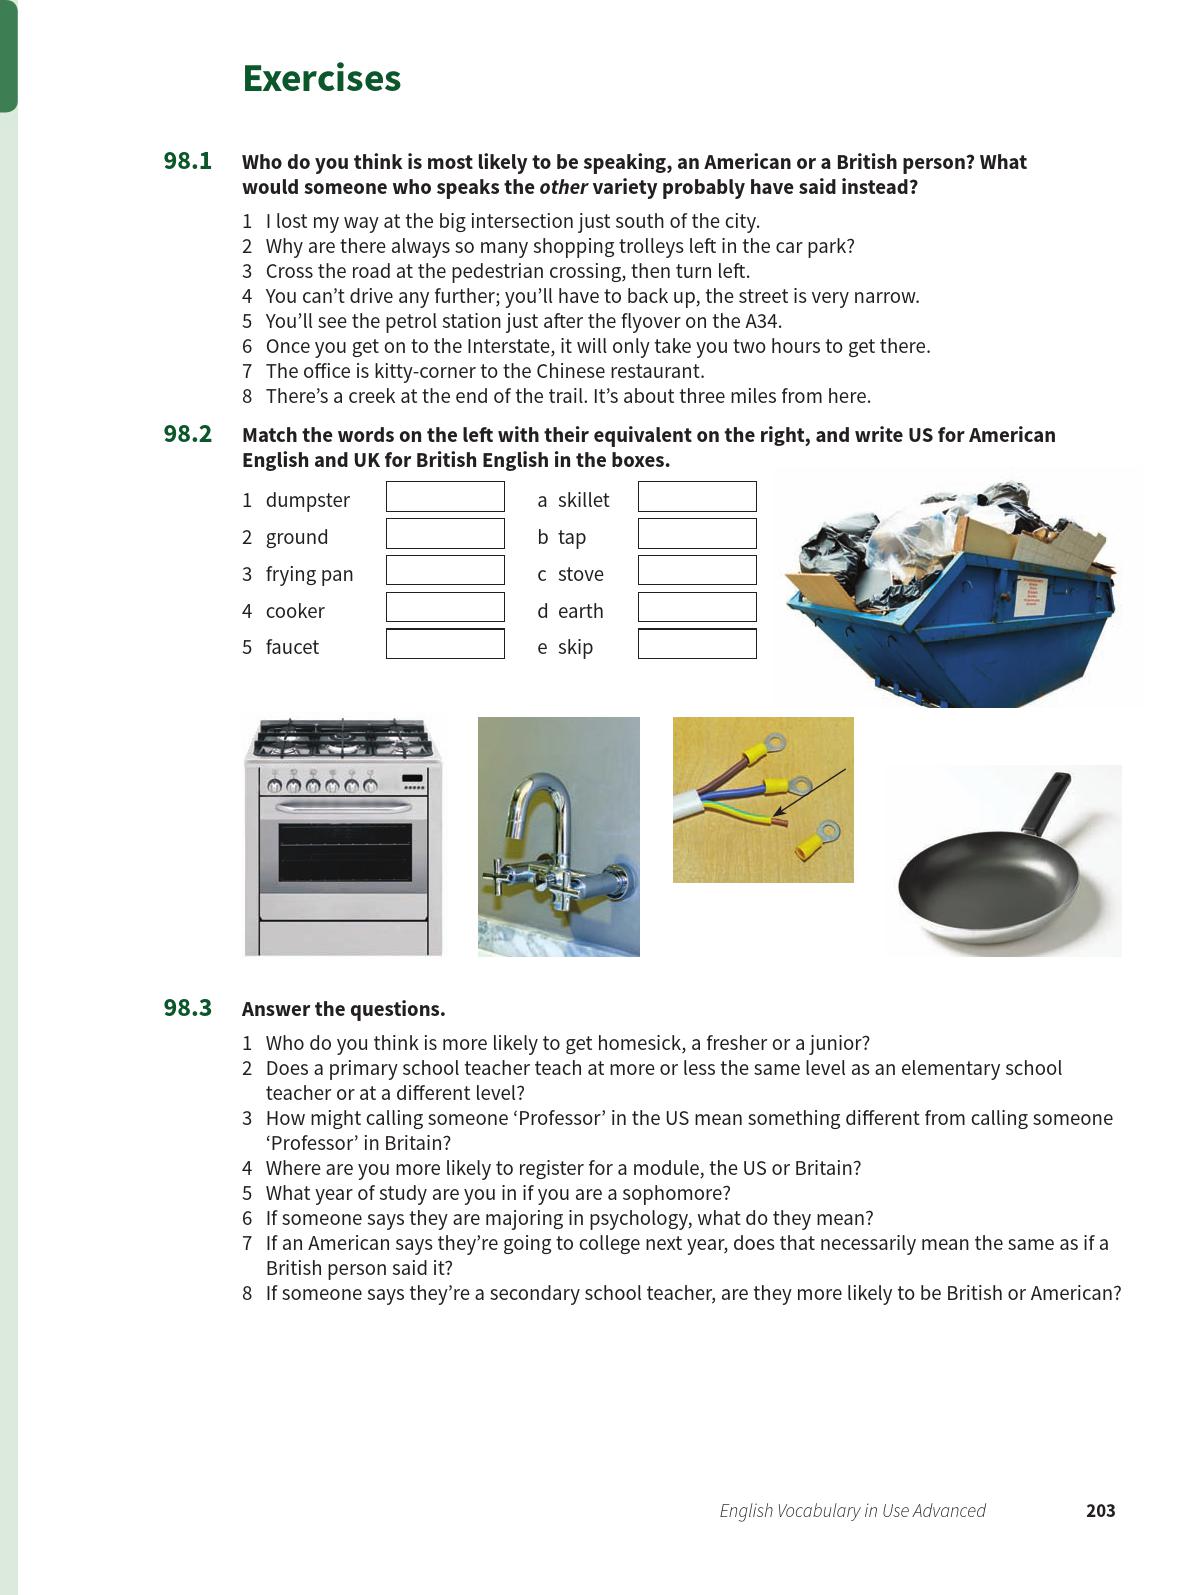 Exercises
98.1 Who do you think is most likely to be speaking, an American or a British person? What
would someone who speaks the other variety probably have said instead?
1 I lost my way at the big intersection just south of the city.
2 Why are there always so many shopping trolleys left in the car park?
3 Cross the road at the pedestrian crossing, then turn left.
4 You can’t drive any further; you’ll have to back up, the street is very narrow.
5 You’ll see the petrol station just after the flyover on the A34.
6 Once you get on to the Interstate, it will only take you two hours to get there.
7 The office is kitty-corner to the Chinese restaurant.
8 There’s a creek at the end of the trail. It’s about three miles from here.
98.2 Match the words on the left with their equivalent on the right, and write US for American
English and UK for British English in the boxes.
1 dumpster a skillet
2 ground b tap
3 frying pan c stove
4 cooker d earth
5 faucet e skip
98.3 Answer the questions.
1 Who do you think is more likely to get homesick, a fresher or a junior?
2 Does a primary school teacher teach at more or less the same level as an elementary school
teacher or at a different level?
3 How might calling someone ‘Professor’ in the US mean something different from calling someone
‘Professor’ in Britain?
4 Where are you more likely to register for a module, the US or Britain?
5 What year of study are you in if you are a sophomore?
6 If someone says they are majoring in psychology, what do they mean?
7 If an American says they’re going to college next year, does that necessarily mean the same as if a
British person said it?
8 If someone says they’re a secondary school teacher, are they more likely to be British or American?
English Vocabulary in Use Advanced 203